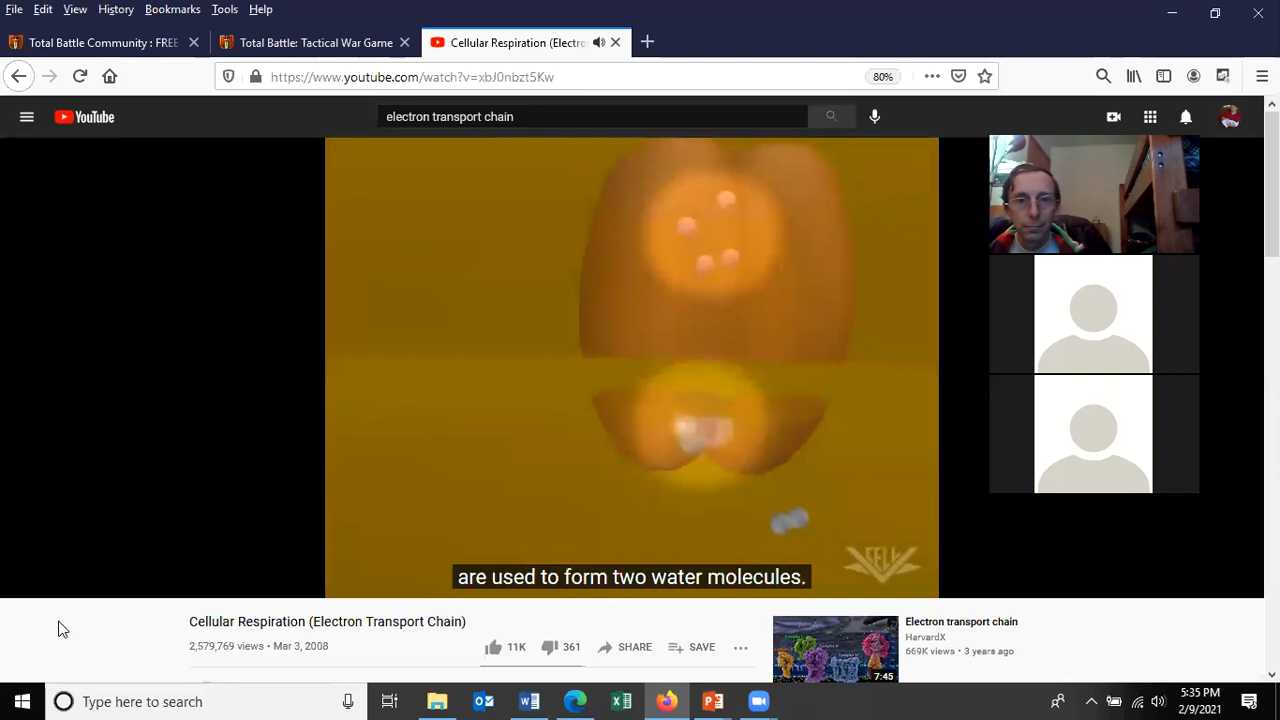 File Edit View History Bookmarks Tools Help
Total Battle Community : FREE
Total Battle: Tactical War Game
Cellular Respiration (Electro
https://www.youtube.com/watch?v=xbJ0nbzt5Kw
80%
YouTube
electron transport chain
are used to form two water molecules.
Cellular Respiration (Electron Transport Chain)
2,579,769 views • Mar 3, 2008
11K 361 SHARE SAVE
Electron transport chain
HarvardX
669K views • 3 years ago
7:45
Type here to search
5:35 PM
2/9/2021